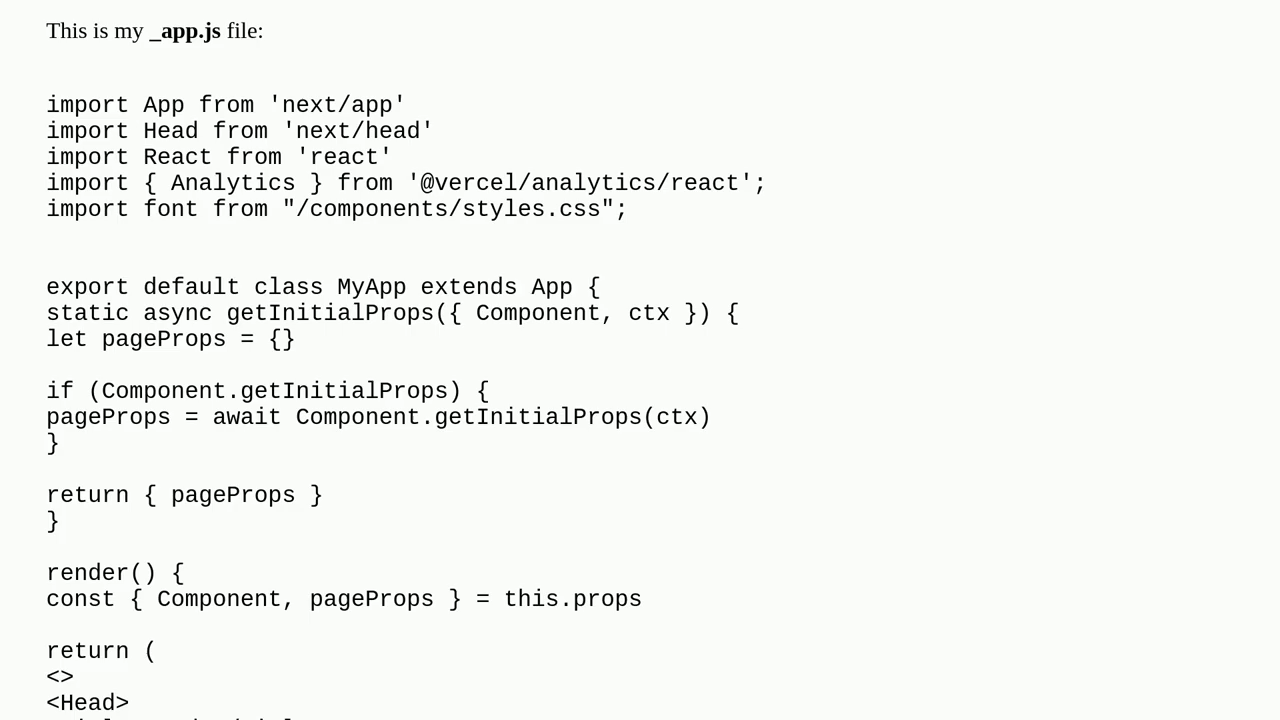 This is my _app.js file:
import App from 'next/app'
import Head from 'next/head'
import React from 'react'
import { Analytics } from '@vercel/analytics/react';
import font from "/components/styles.css";
export default class MyApp extends App {
static async getInitialProps({ Component, ctx }) {
let pageProps = {}
if (Component.getInitialProps) {
pageProps = await Component.getInitialProps(ctx)
}
return { pageProps }
}
render() {
const { Component, pageProps } = this.props
return (
<>
<Head>